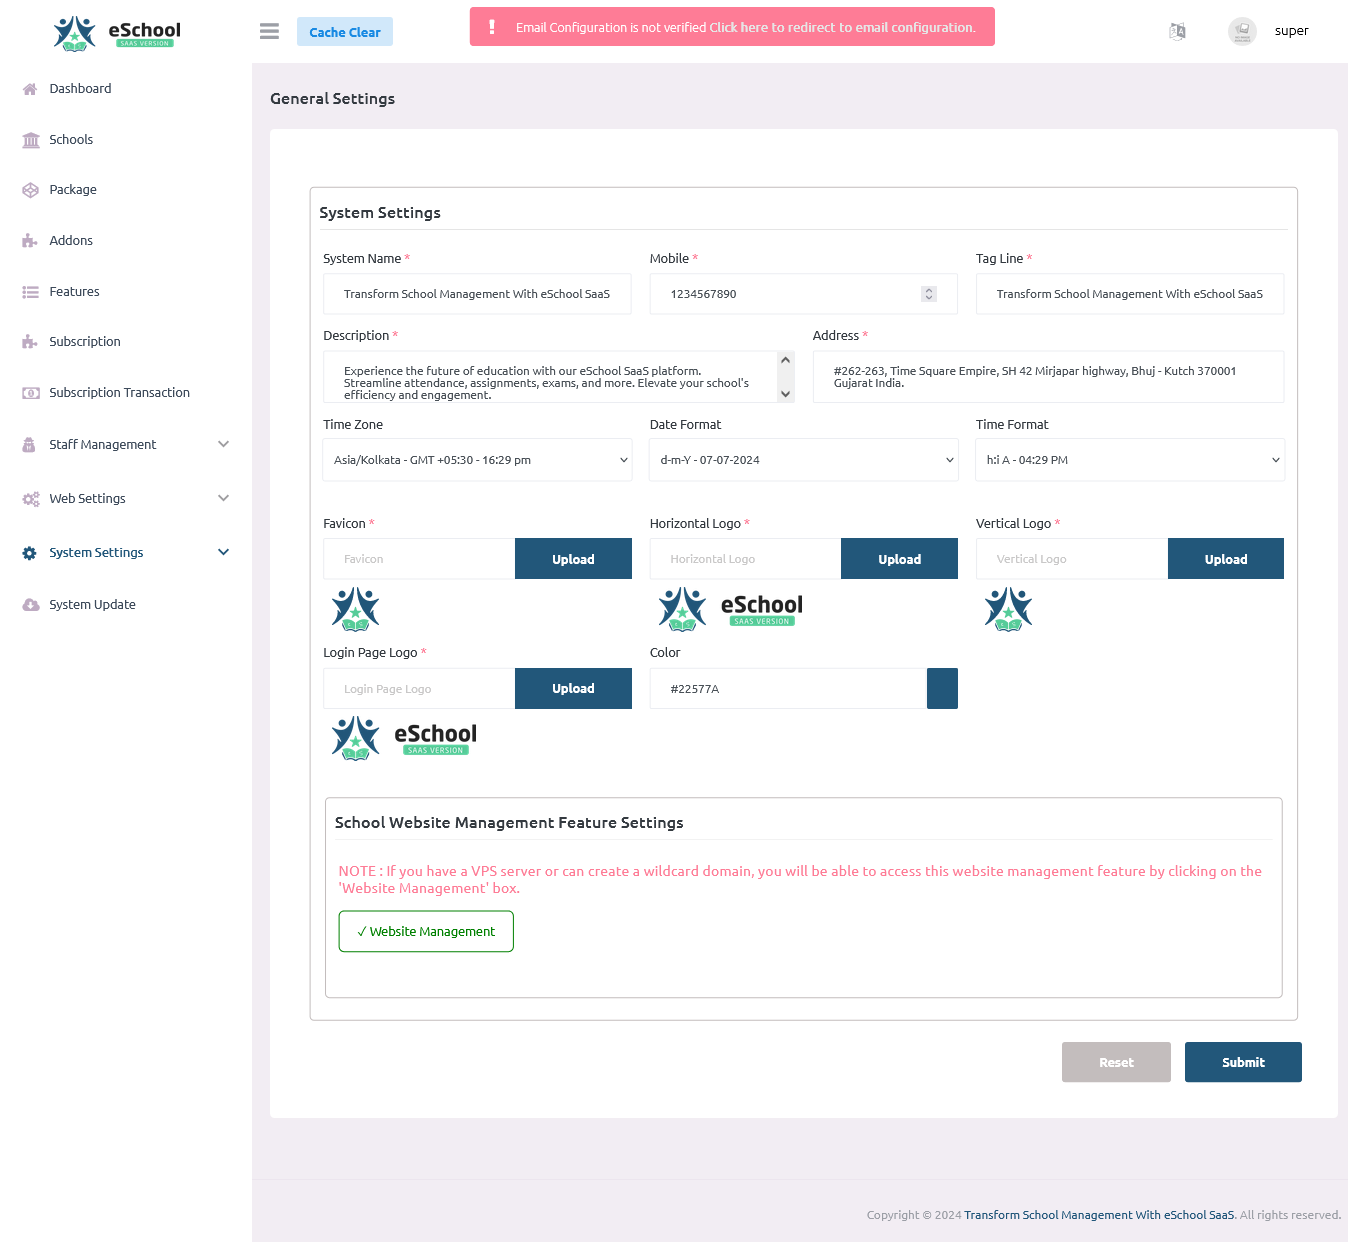 eSchool
SAAS VERSION
Cache Clear
! Email Configuration is not verified Click here to redirect to email configuration.
super
Dashboard
Schools
Package
Addons
Features
Subscription
Subscription Transaction
Staff Management
Web Settings
System Settings
System Update
General Settings
System Settings
System Name *
Mobile *
Tag Line *
Transform School Management With eSchool SaaS
1234567890
Transform School Management With eSchool SaaS
Description *
Address *
Experience the future of education with our eSchool SaaS platform.
Streamline attendance, assignments, exams, and more. Elevate your school's
efficiency and engagement.
#262-263, Time Square Empire, SH 42 Mirjapar highway, Bhuj - Kutch 370001
Gujarat India.
Time Zone
Date Format
Time Format
Asia/Kolkata - GMT +05:30 - 16:29 pm
d-m-Y - 07-07-2024
h:i A - 04:29 PM
Favicon *
Horizontal Logo *
Vertical Logo *
Favicon
Upload
Horizontal Logo
Upload
Vertical Logo
Upload
eSchool
SAAS VERSION
Login Page Logo *
Color
Login Page Logo
Upload
#22577A
eSchool
SAAS VERSION
School Website Management Feature Settings
NOTE : If you have a VPS server or can create a wildcard domain, you will be able to access this website management feature by clicking on the
'Website Management' box.
✓ Website Management
Reset
Submit
Copyright © 2024 Transform School Management With eSchool SaaS. All rights reserved.